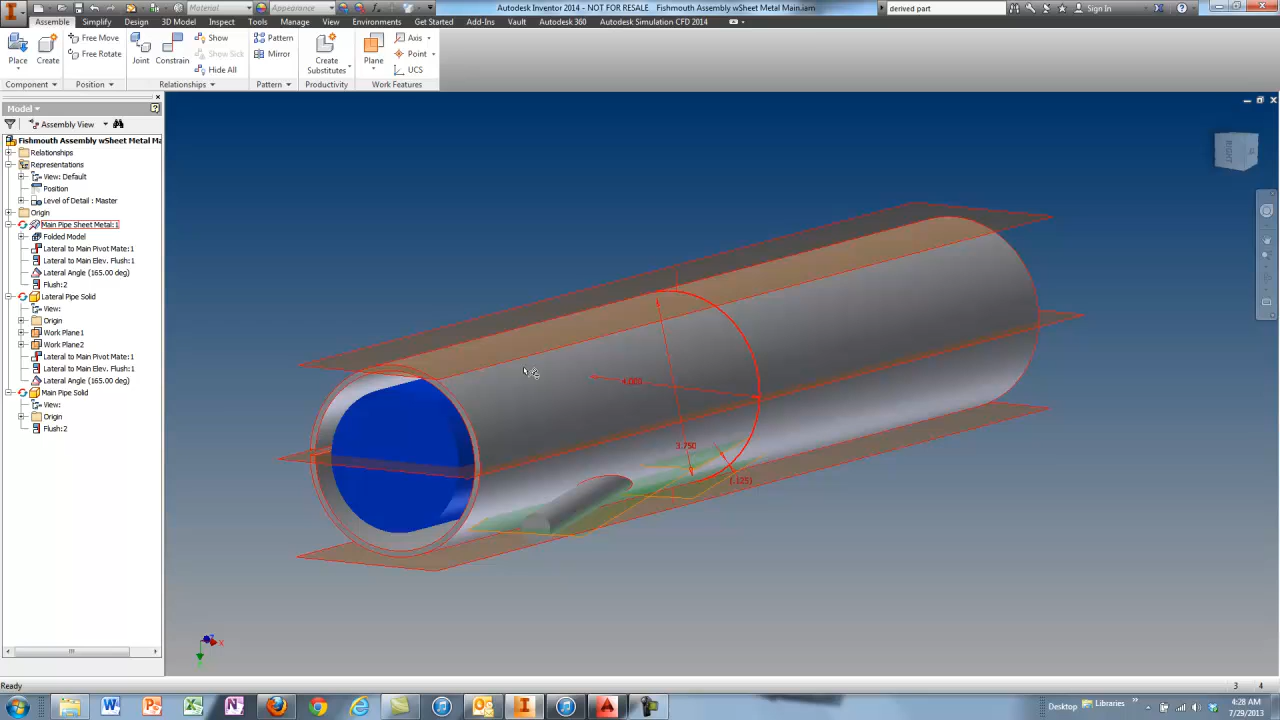 Material
Appearance
Autodesk Inventor 2014 - NOT FOR RESALE
Fishmouth Assembly wSheet Metal Main.iam
derived part
Sign In
Assemble Simplify Design 3D Model Inspect Tools Manage View Environments Get Started Add-Ins Vault Autodesk 360 Autodesk Simulation CFD 2014
Place
Create
Free Move
Free Rotate
Joint
Constrain
Show
Show Sick
Hide All
Pattern
Mirror
Create
Substitutes
Plane
Axis
Point
UCS
Component Position Relationships Pattern Productivity Work Features
Model
Assembly View
Fishmouth Assembly wSheet Metal Ma
Relationships
Representations
View: Default
Position
Level of Detail : Master
Origin
Main Pipe Sheet Metal:1
Folded Model
Lateral to Main Pivot Mate:1
Lateral to Main Elev. Flush:1
Lateral Angle (165.00 deg)
Flush:2
Lateral Pipe Solid
View:
Origin
Work Plane1
Work Plane2
Lateral to Main Pivot Mate:1
Lateral to Main Elev. Flush:1
Lateral Angle (165.00 deg)
Main Pipe Solid
View:
Origin
Flush:2
RIGHT
4.000
3.750
(.125)
X
Ready
3 4
Desktop
Libraries
4:28 AM
7/29/2013